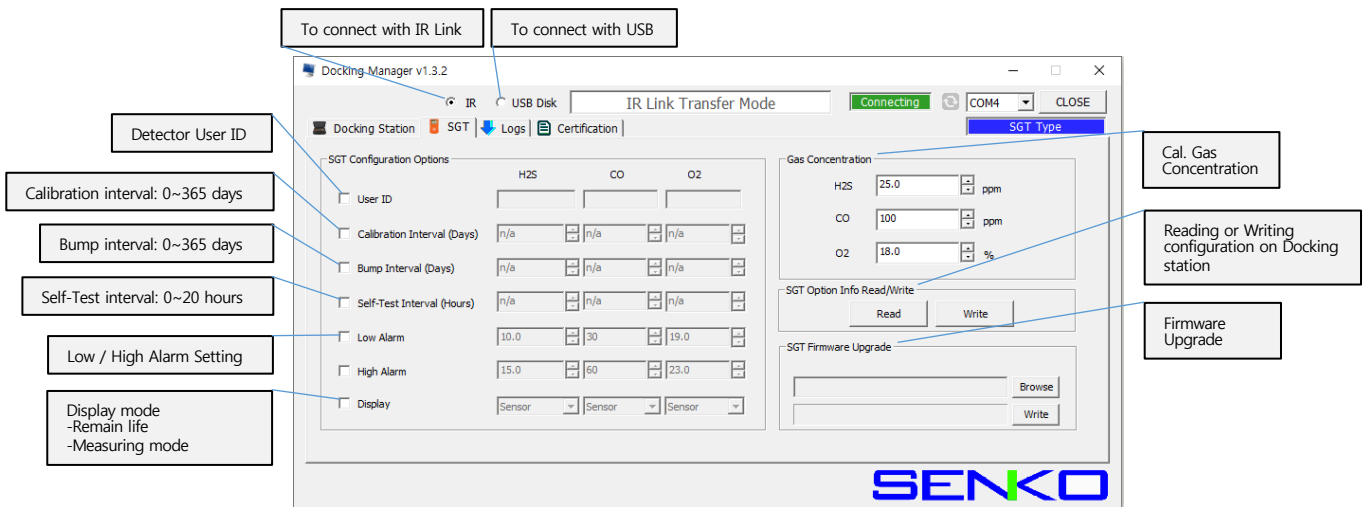 To connect with IR Link
To connect with USB
Docking Manager v1.3.2
IR
USB Disk
IR Link Transfer Mode
Connecting
COM4
CLOSE
Docking Station
SGT
Logs
Certification
SGT Type
Detector User ID
Calibration interval: 0~365 days
Bump interval: 0~365 days
Self-Test interval: 0~20 hours
Low / High Alarm Setting
Display mode
-Remain life
-Measuring mode
SGT Configuration Options
H2S CO O2
User ID
Calibration Interval (Days) n/a n/a n/a
Bump Interval (Days) n/a n/a n/a
Self-Test Interval (Hours) n/a n/a n/a
Low Alarm 10.0 30 19.0
High Alarm 15.0 60 23.0
Display Sensor Sensor Sensor
Gas Concentration
H2S 25.0 ppm
CO 100 ppm
O2 18.0 %
SGT Option Info Read/Write
Read Write
SGT Firmware Upgrade
Browse
Write
Cal. Gas
Concentration
Reading or Writing
configuration on Docking
station
Firmware
Upgrade
SENKO